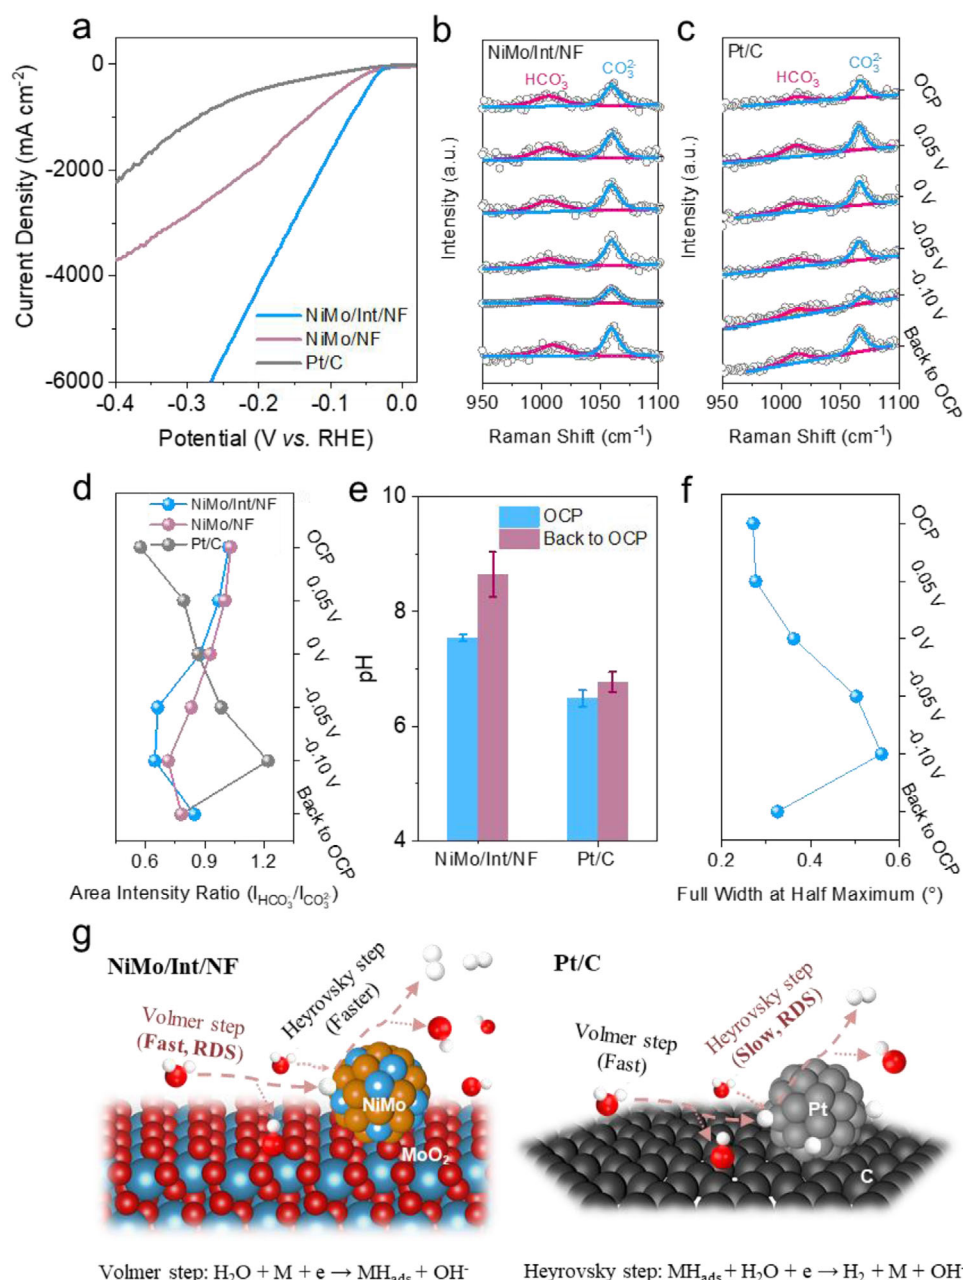 a
0
-2000
-4000
-6000
Current Density (mA cm⁻²)
NiMo/Int/NF
NiMo/NF
Pt/C
-0.4 -0.3 -0.2 -0.1 0.0
Potential (V vs. RHE)
b
NiMo/Int/NF
HCO₃⁻
CO₃²⁻
Intensity (a.u.)
950 1000 1050 1100
Raman Shift (cm⁻¹)
c
Pt/C
HCO₃⁻
CO₃²⁻
Intensity (a.u.)
OCP
0.05 V
0 V
-0.05 V
-0.10 V
Back to OCP
950 1000 1050 1100
Raman Shift (cm⁻¹)
d
NiMo/Int/NF
NiMo/NF
Pt/C
OCP
0.05 V
0 V
-0.05 V
-0.10 V
Back to OCP
0.6 0.9 1.2
Area Intensity Ratio (I_HCO₃⁻/I_CO₃²⁻)
e
10
8
6
4
pH
OCP
Back to OCP
NiMo/Int/NF Pt/C
f
OCP
0.05 V
0 V
-0.05 V
-0.10 V
Back to OCP
0.2 0.4 0.6
Full Width at Half Maximum (°)
g
NiMo/Int/NF
Volmer step
(Fast, RDS)
Heyrovsky step
(Faster)
NiMo
MoO₂
Volmer step: H₂O + M + e → MH_ads + OH⁻
Pt/C
Volmer step
(Fast)
Heyrovsky step
(Slow, RDS)
Pt
C
Heyrovsky step: MH_ads + H₂O + e → H₂ + M + OH⁻